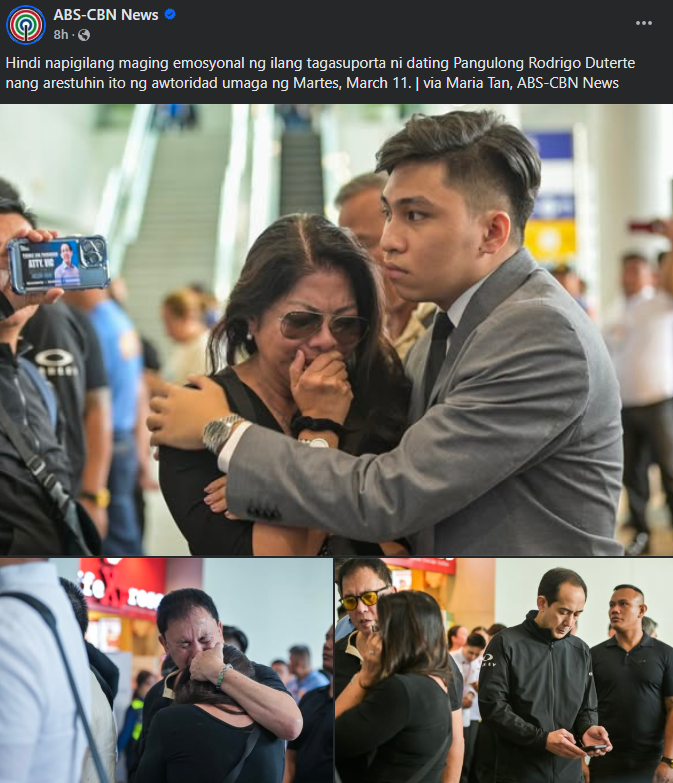 ABS-CBN News
8h
Hindi napigilang maging emosyonal ng ilang tagasuporta ni dating Pangulong Rodrigo Duterte
nang arestuhin ito ng awtoridad umaga ng Martes, March 11. | via Maria Tan, ABS-CBN News
ATTY. VIC